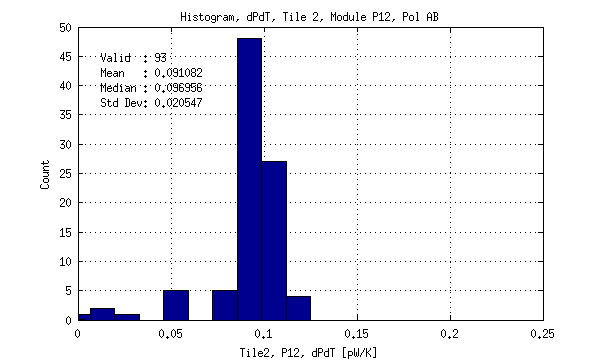 Histogram, dPdT, Tile 2, Module P12, Pol AB
50
45
40
35
30
25
20
15
10
5
0
Count
Valid : 93
Mean : 0.091082
Median : 0.096956
Std Dev: 0.020547
0 0.05 0.1 0.15 0.2 0.25
Tile2, P12, dPdT [pW/K]